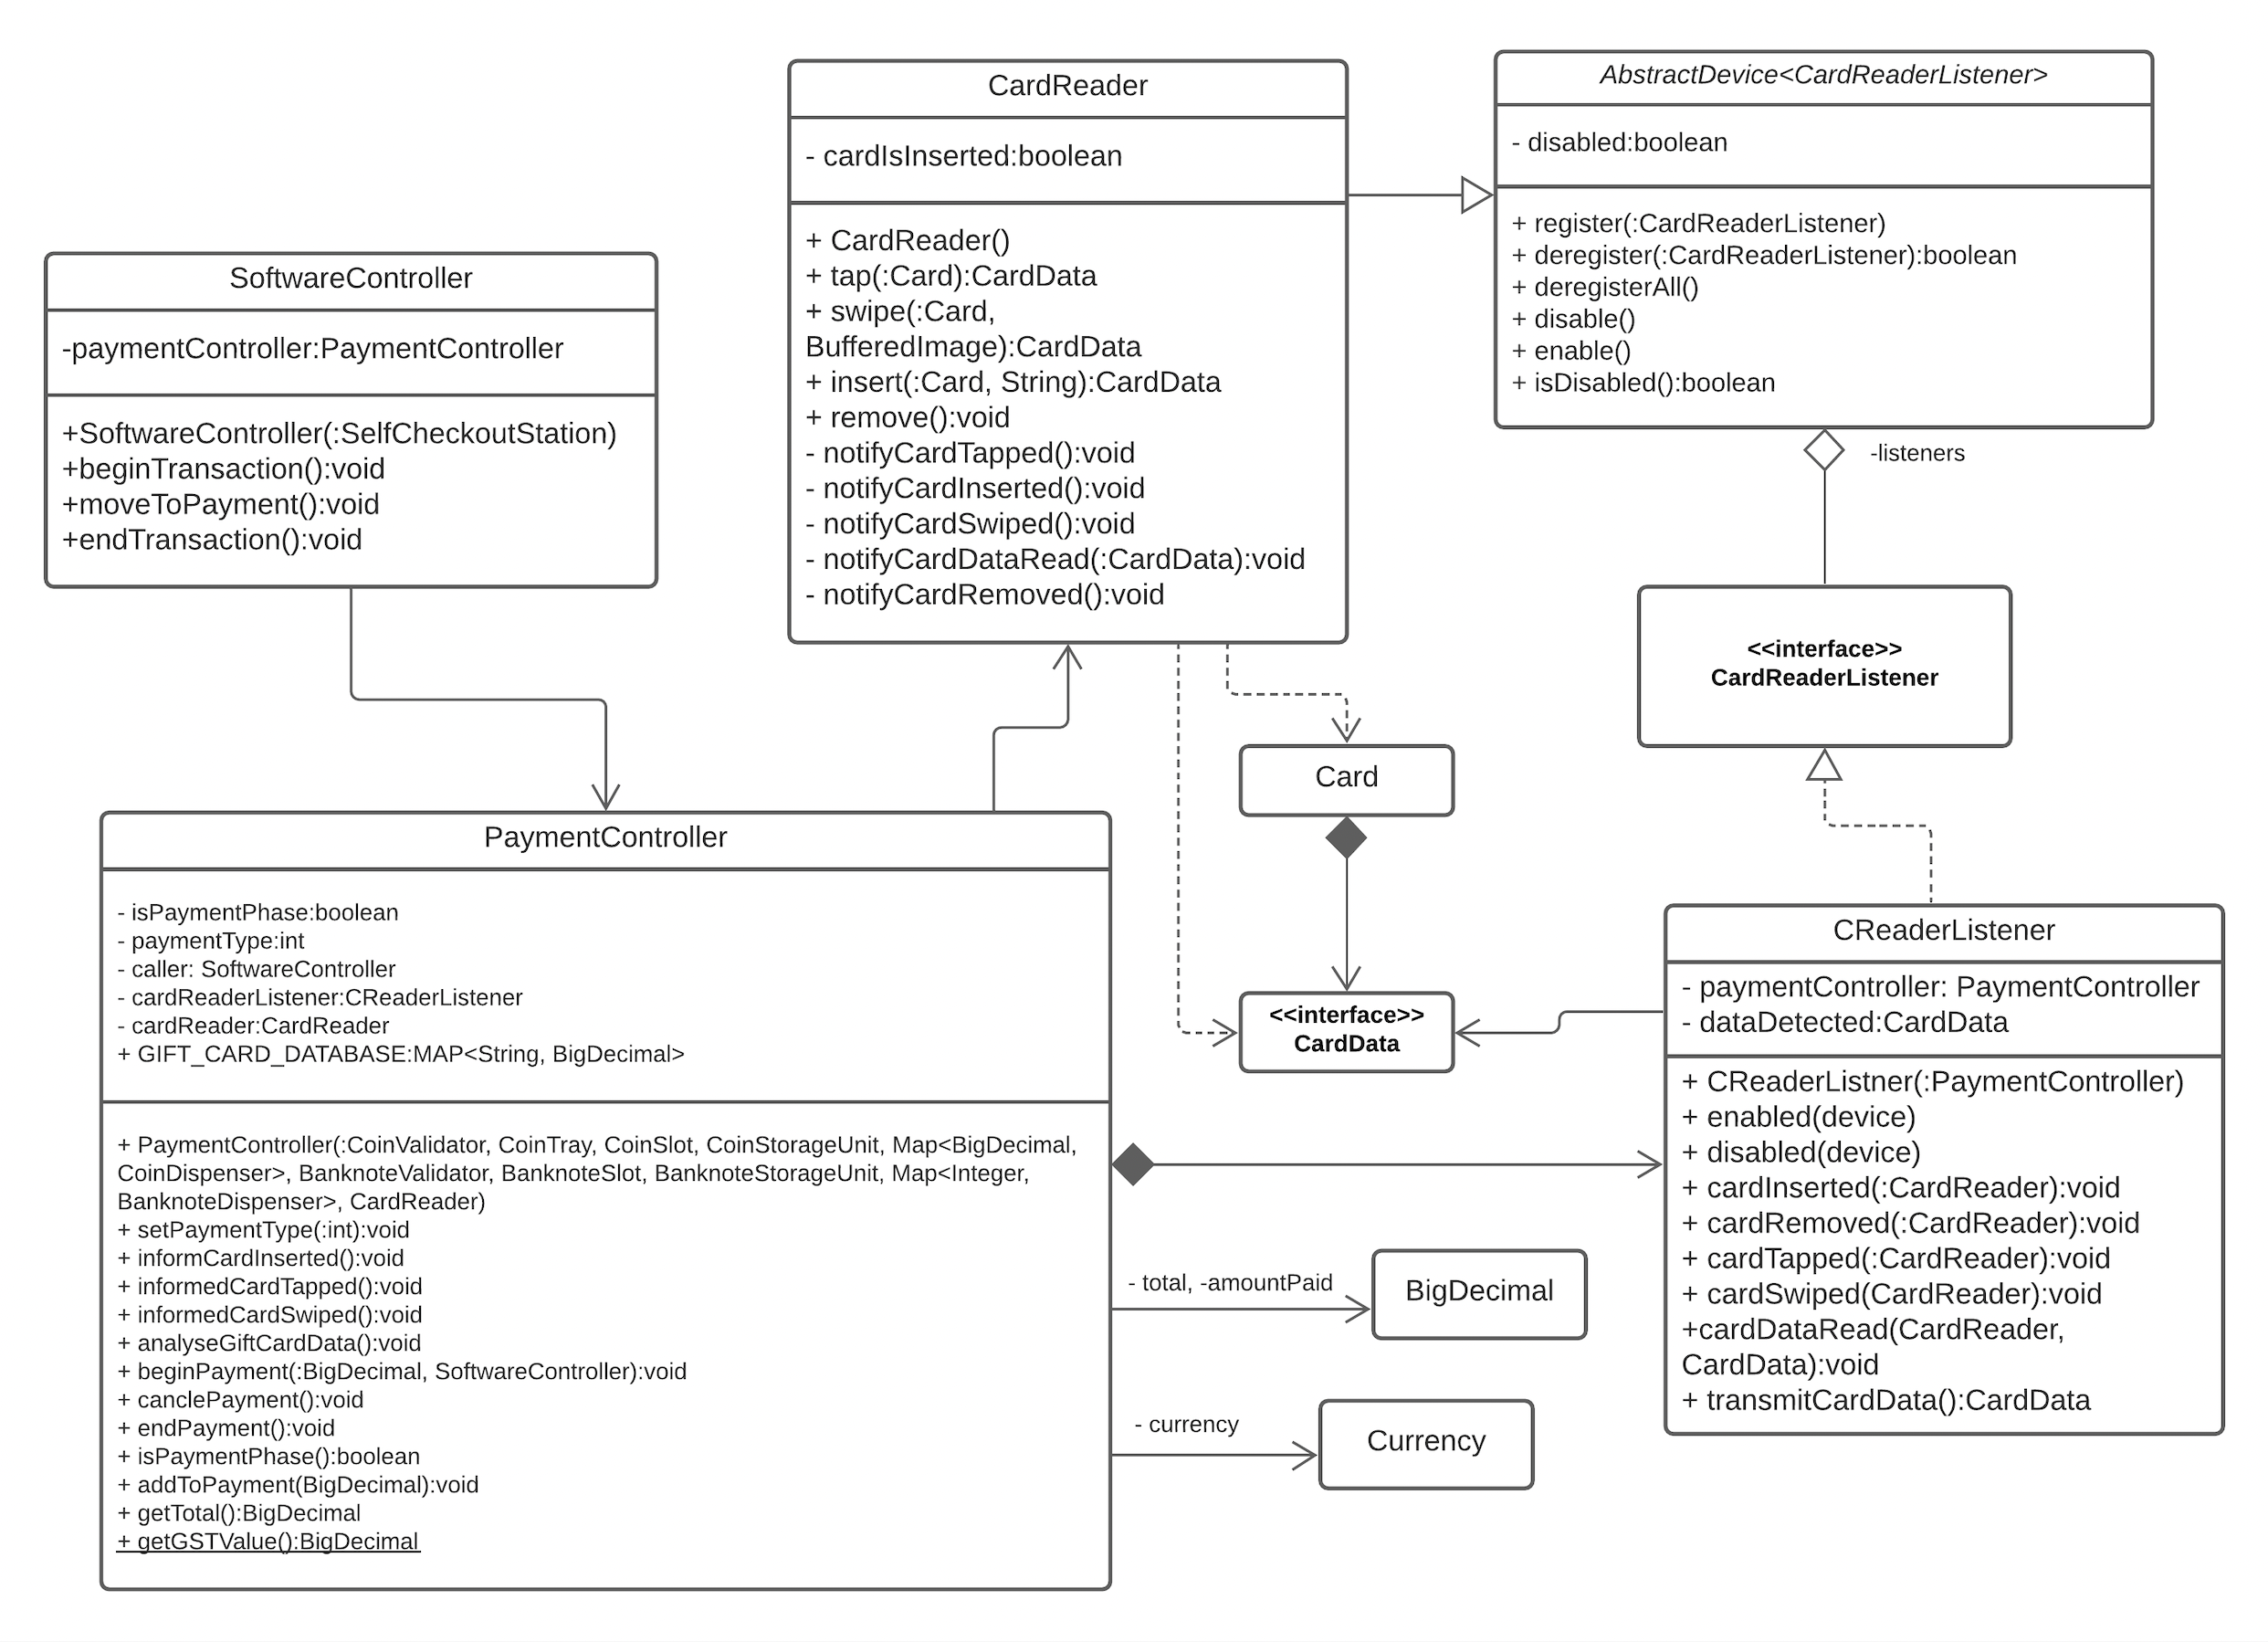 CardReader
- cardIsInserted:boolean
+ CardReader()
+ tap(:Card):CardData
+ swipe(:Card,
BufferedImage):CardData
+ insert(:Card, String):CardData
+ remove():void
- notifyCardTapped():void
- notifyCardInserted():void
- notifyCardSwiped():void
- notifyCardDataRead(:CardData):void
- notifyCardRemoved():void
AbstractDevice<CardReaderListener>
- disabled:boolean
+ register(:CardReaderListener)
+ deregister(:CardReaderListener):boolean
+ deregisterAll()
+ disable()
+ enable()
+ isDisabled():boolean
-listeners
SoftwareController
-paymentController:PaymentController
+SoftwareController(:SelfCheckoutStation)
+beginTransaction():void
+moveToPayment():void
+endTransaction():void
<<interface>>
CardReaderListener
Card
<<interface>>
CardData
PaymentController
- isPaymentPhase:boolean
- paymentType:int
- caller: SoftwareController
- cardReaderListener:CReaderListener
- cardReader:CardReader
+ GIFT_CARD_DATABASE:MAP<String, BigDecimal>
+ PaymentController(:CoinValidator, CoinTray, CoinSlot, CoinStorageUnit, Map<BigDecimal,
CoinDispenser>, BanknoteValidator, BanknoteSlot, BanknoteStorageUnit, Map<Integer,
BanknoteDispenser>, CardReader)
+ setPaymentType(:int):void
+ informCardInserted():void
+ informedCardTapped():void
+ informedCardSwiped():void
+ analyseGiftCardData():void
+ beginPayment(:BigDecimal, SoftwareController):void
+ canclePayment():void
+ endPayment():void
+ isPaymentPhase():boolean
+ addToPayment(BigDecimal):void
+ getTotal():BigDecimal
+ getGSTValue():BigDecimal
CReaderListener
- paymentController: PaymentController
- dataDetected:CardData
+ CReaderListner(:PaymentController)
+ enabled(device)
+ disabled(device)
+ cardInserted(:CardReader):void
+ cardRemoved(:CardReader):void
+ cardTapped(:CardReader):void
+ cardSwiped(CardReader):void
+cardDataRead(CardReader,
CardData):void
+ transmitCardData():CardData
- total, -amountPaid
BigDecimal
- currency
Currency